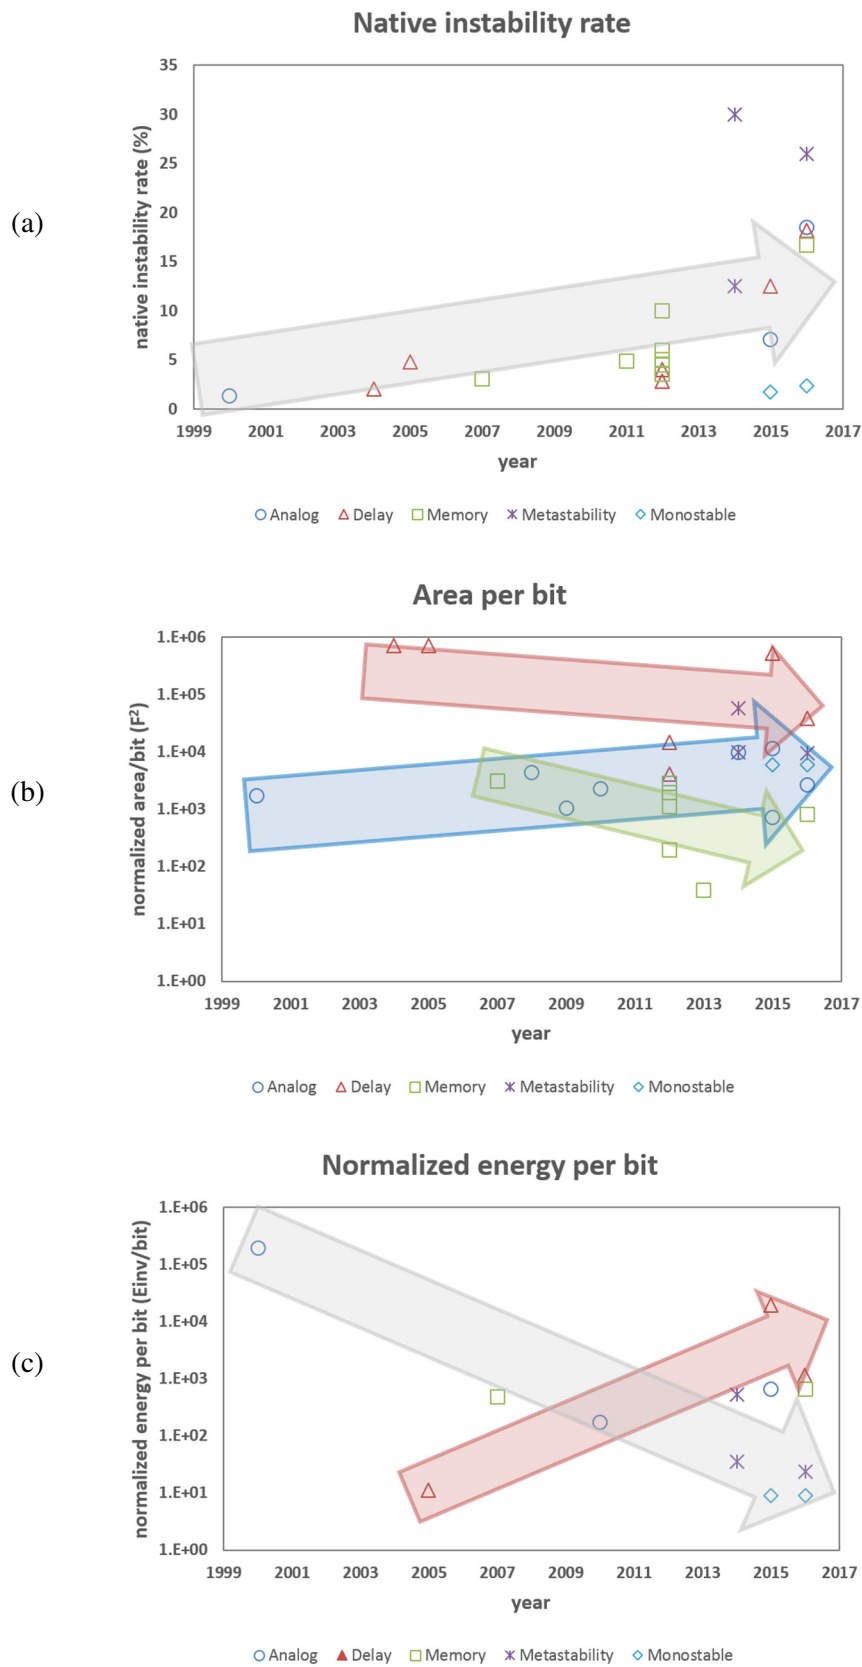 Native instability rate
(a)
native instability rate (%)
35
30
25
20
15
10
5
0
1999 2001 2003 2005 2007 2009 2011 2013 2015 2017
year
Analog Delay Memory Metastability Monostable
Area per bit
(b)
normalized area/bit (F²)
1.E+06
1.E+05
1.E+04
1.E+03
1.E+02
1.E+01
1.E+00
1999 2001 2003 2005 2007 2009 2011 2013 2015 2017
year
Analog Delay Memory Metastability Monostable
Normalized energy per bit
(c)
normalized energy per bit (Einv/bit)
1.E+06
1.E+05
1.E+04
1.E+03
1.E+02
1.E+01
1.E+00
1999 2001 2003 2005 2007 2009 2011 2013 2015 2017
year
Analog Delay Memory Metastability Monostable